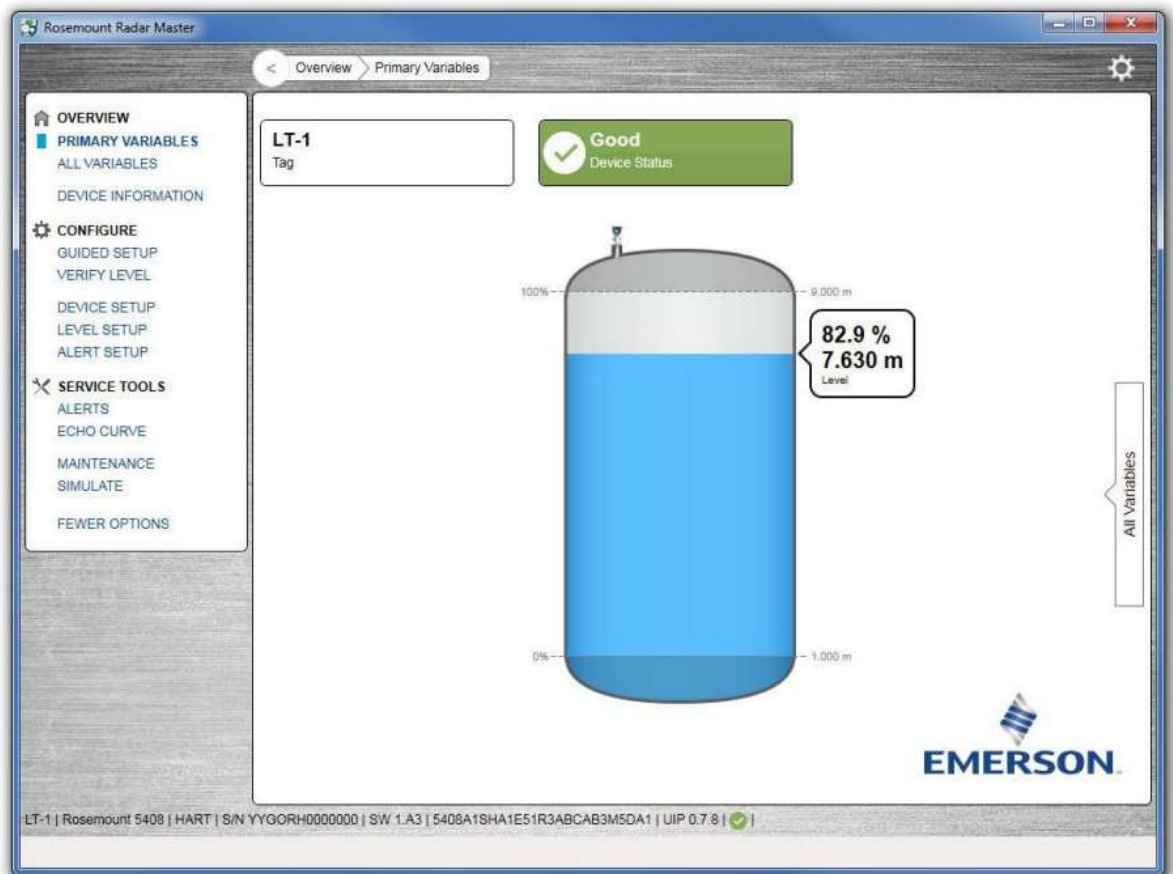 Rosemount Radar Master
< Overview > Primary Variables
OVERVIEW
PRIMARY VARIABLES
ALL VARIABLES
DEVICE INFORMATION
CONFIGURE
GUIDED SETUP
VERIFY LEVEL
DEVICE SETUP
LEVEL SETUP
ALERT SETUP
SERVICE TOOLS
ALERTS
ECHO CURVE
MAINTENANCE
SIMULATE
FEWER OPTIONS
LT-1
Tag
Good
Device Status
100%
9.000 m
82.9 %
7.630 m
Level
0%
1.000 m
All Variables
EMERSON™
LT-1 | Rosemount 5408 | HART | S/N YYGORH0000000 | SW 1.A3 | 5408A1SHA1E51R3ABCAB3M5DA1 | UIP 0.7.8 | |